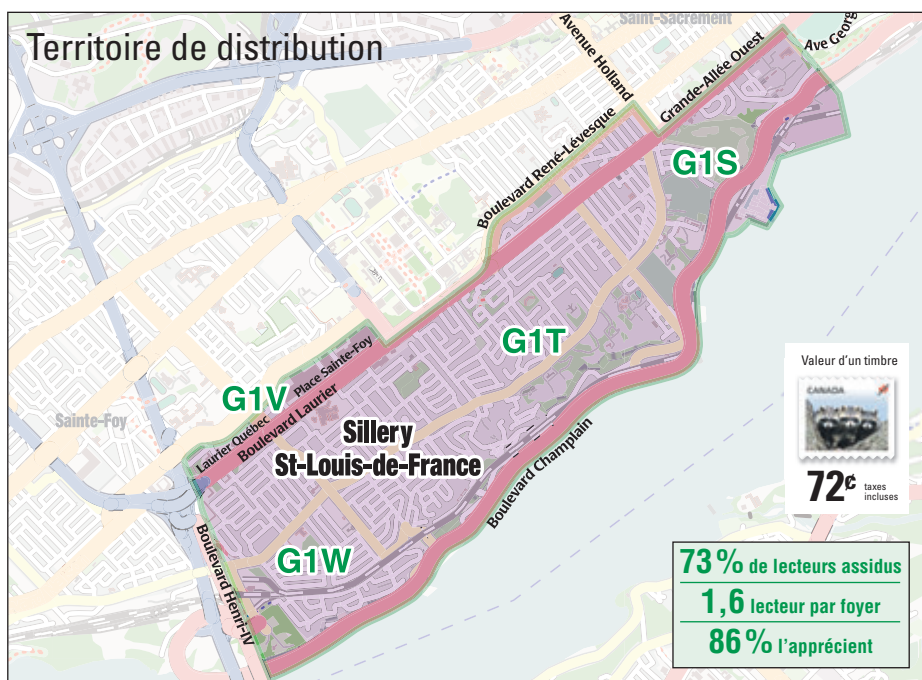 Territoire de distribution
Saint-Sacrement
Avenue Holland
Grande-Allée Ouest
Ave Georg
Boulevard René-Lévesque
G1S
G1T
Place Sainte-Foy
G1V
Laurier Québec
Boulevard Laurier
Sainte-Foy
Sillery
St-Louis-de-France
Boulevard Champlain
G1W
Boulevard Henri-IV
Valeur d'un timbre
CANADA
72¢ taxes
incluses
73 % de lecteurs assidus
1,6 lecteur par foyer
86 % l'apprécient